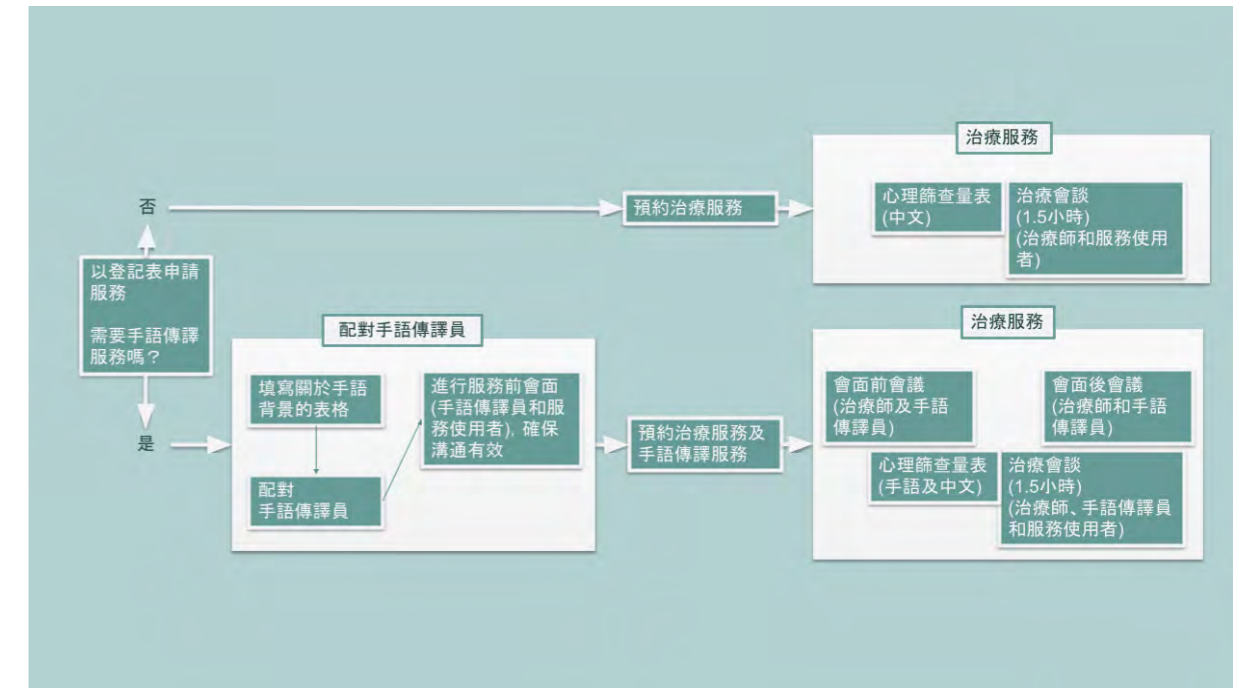 治療服務
心理篩查量表
(中文)
治療會談
(1.5小時)
(治療師和服務使用
者)
否
預約治療服務
以登記表申請
服務
需要手語傳譯
服務嗎？
是
配對手語傳譯員
填寫關於手語
背景的表格
配對
手語傳譯員
進行服務前會面
(手語傳譯員和服
務使用者), 確保
溝通有效
預約治療服務及
手語傳譯服務
治療服務
會面前會議
(治療師及手語
傳譯員)
會面後會議
(治療師和手語
傳譯員)
心理篩查量表
(手語及中文)
治療會談
(1.5小時)
(治療師、手語傳譯員
和服務使用者)